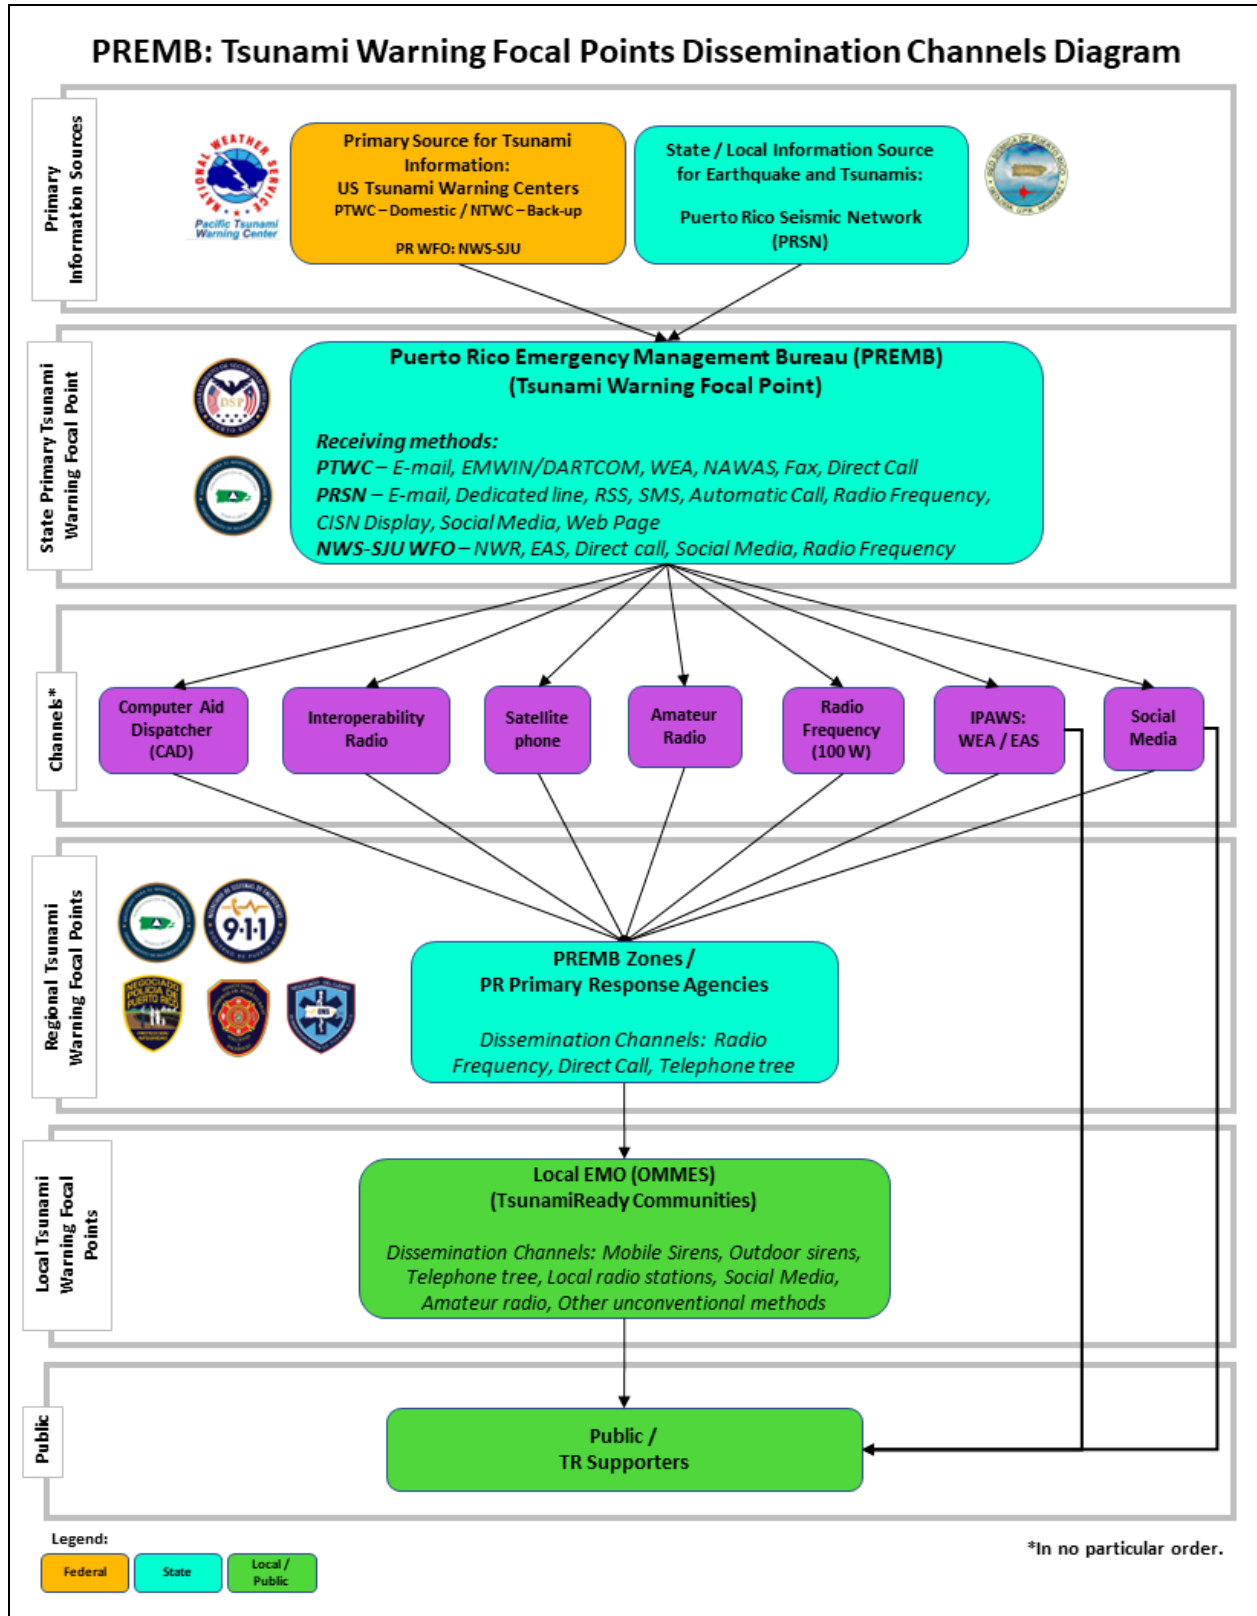 PREMB: Tsunami Warning Focal Points Dissemination Channels Diagram
Primary
Information Sources
NATIONAL WEATHER SERVICE
Pacific Tsunami
Warning Center
Primary Source for Tsunami
Information:
US Tsunami Warning Centers
PTWC – Domestic / NTWC – Back-up
PR WFO: NWS-SJU
State / Local Information Source
for Earthquake and Tsunamis:
Puerto Rico Seismic Network
(PRSN)
State Primary Tsunami
Warning Focal Point
DSP
Puerto Rico Emergency Management Bureau (PREMB)
(Tsunami Warning Focal Point)
Receiving methods:
PTWC – E-mail, EMWIN/DARTCOM, WEA, NAWAS, Fax, Direct Call
PRSN – E-mail, Dedicated line, RSS, SMS, Automatic Call, Radio Frequency,
CISN Display, Social Media, Web Page
NWS-SJU WFO – NWR, EAS, Direct call, Social Media, Radio Frequency
Channels*
Computer Aid
Dispatcher
(CAD)
Interoperability
Radio
Satellite
phone
Amateur
Radio
Radio
Frequency
(100 W)
IPAWS:
WEA / EAS
Social
Media
Regional Tsunami
Warning Focal Points
9·1·1
NEGOCIADO
POLICIA DE
PUERTO RICO
PREMB Zones /
PR Primary Response Agencies
Dissemination Channels: Radio
Frequency, Direct Call, Telephone tree
Local Tsunami
Warning Focal
Points
Local EMO (OMMES)
(TsunamiReady Communities)
Dissemination Channels: Mobile Sirens, Outdoor sirens,
Telephone tree, Local radio stations, Social Media,
Amateur radio, Other unconventional methods
Public
Public /
TR Supporters
Legend:
Federal
State
Local /
Public
*In no particular order.